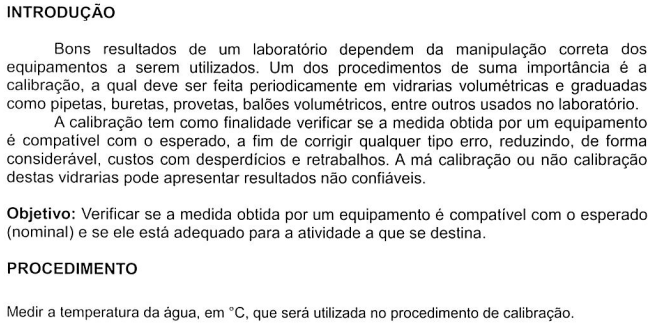 INTRODUÇÃO
Bons resultados de um laboratório dependem da manipulação correta dos
equipamentos a serem utilizados. Um dos procedimentos de suma importância é a
calibração, a qual deve ser feita periodicamente em vidrarias volumétricas e graduadas
como pipetas, buretas, provetas, balões volumétricos, entre outros usados no laboratório.
A calibração tem como finalidade verificar se a medida obtida por um equipamento
é compatível com o esperado, a fim de corrigir qualquer tipo erro, reduzindo, de forma
considerável, custos com desperdícios e retrabalhos. A má calibração ou não calibração
destas vidrarias pode apresentar resultados não confiáveis.
Objetivo: Verificar se a medida obtida por um equipamento é compatível com o esperado
(nominal) e se ele está adequado para a atividade a que se destina.
PROCEDIMENTO
Medir a temperatura da água, em °C, que será utilizada no procedimento de calibração.